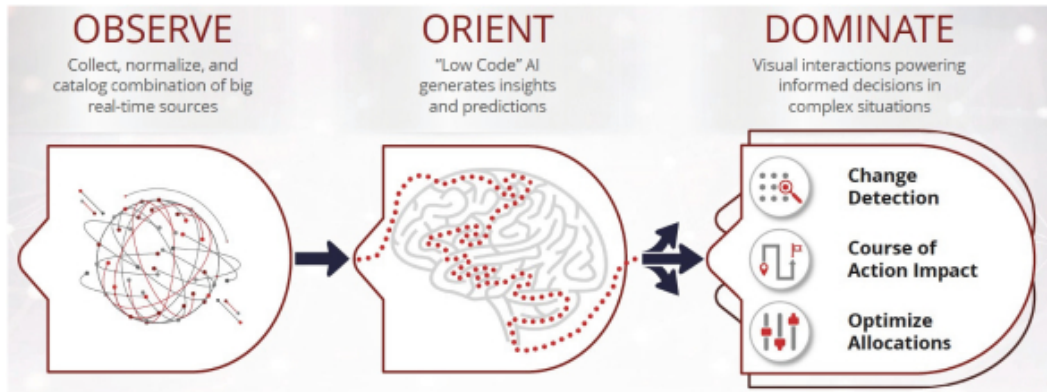 OBSERVE
Collect, normalize, and
catalog combination of big
real-time sources
ORIENT
"Low Code" AI
generates insights
and predictions
DOMINATE
Visual interactions powering
informed decisions in
complex situations
Change
Detection
Course of
Action Impact
Optimize
Allocations